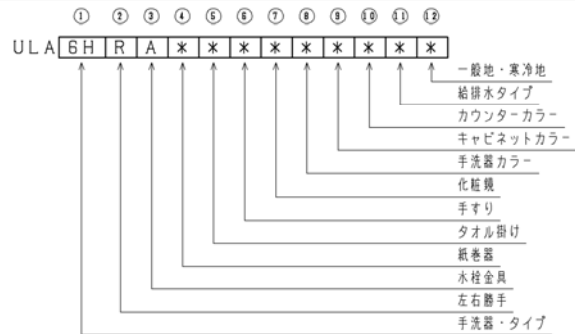 ① ② ③ ④ ⑤ ⑥ ⑦ ⑧ ⑨ ⑩ ⑪ ⑫
ULA 6H R A * * * * * * * * *
一般地・寒冷地
給排水タイプ
カウンターカラー
キャビネットカラー
手洗器カラー
化粧鏡
手すり
タオル掛け
紙巻器
水栓金具
左右勝手
手洗器・タイプ